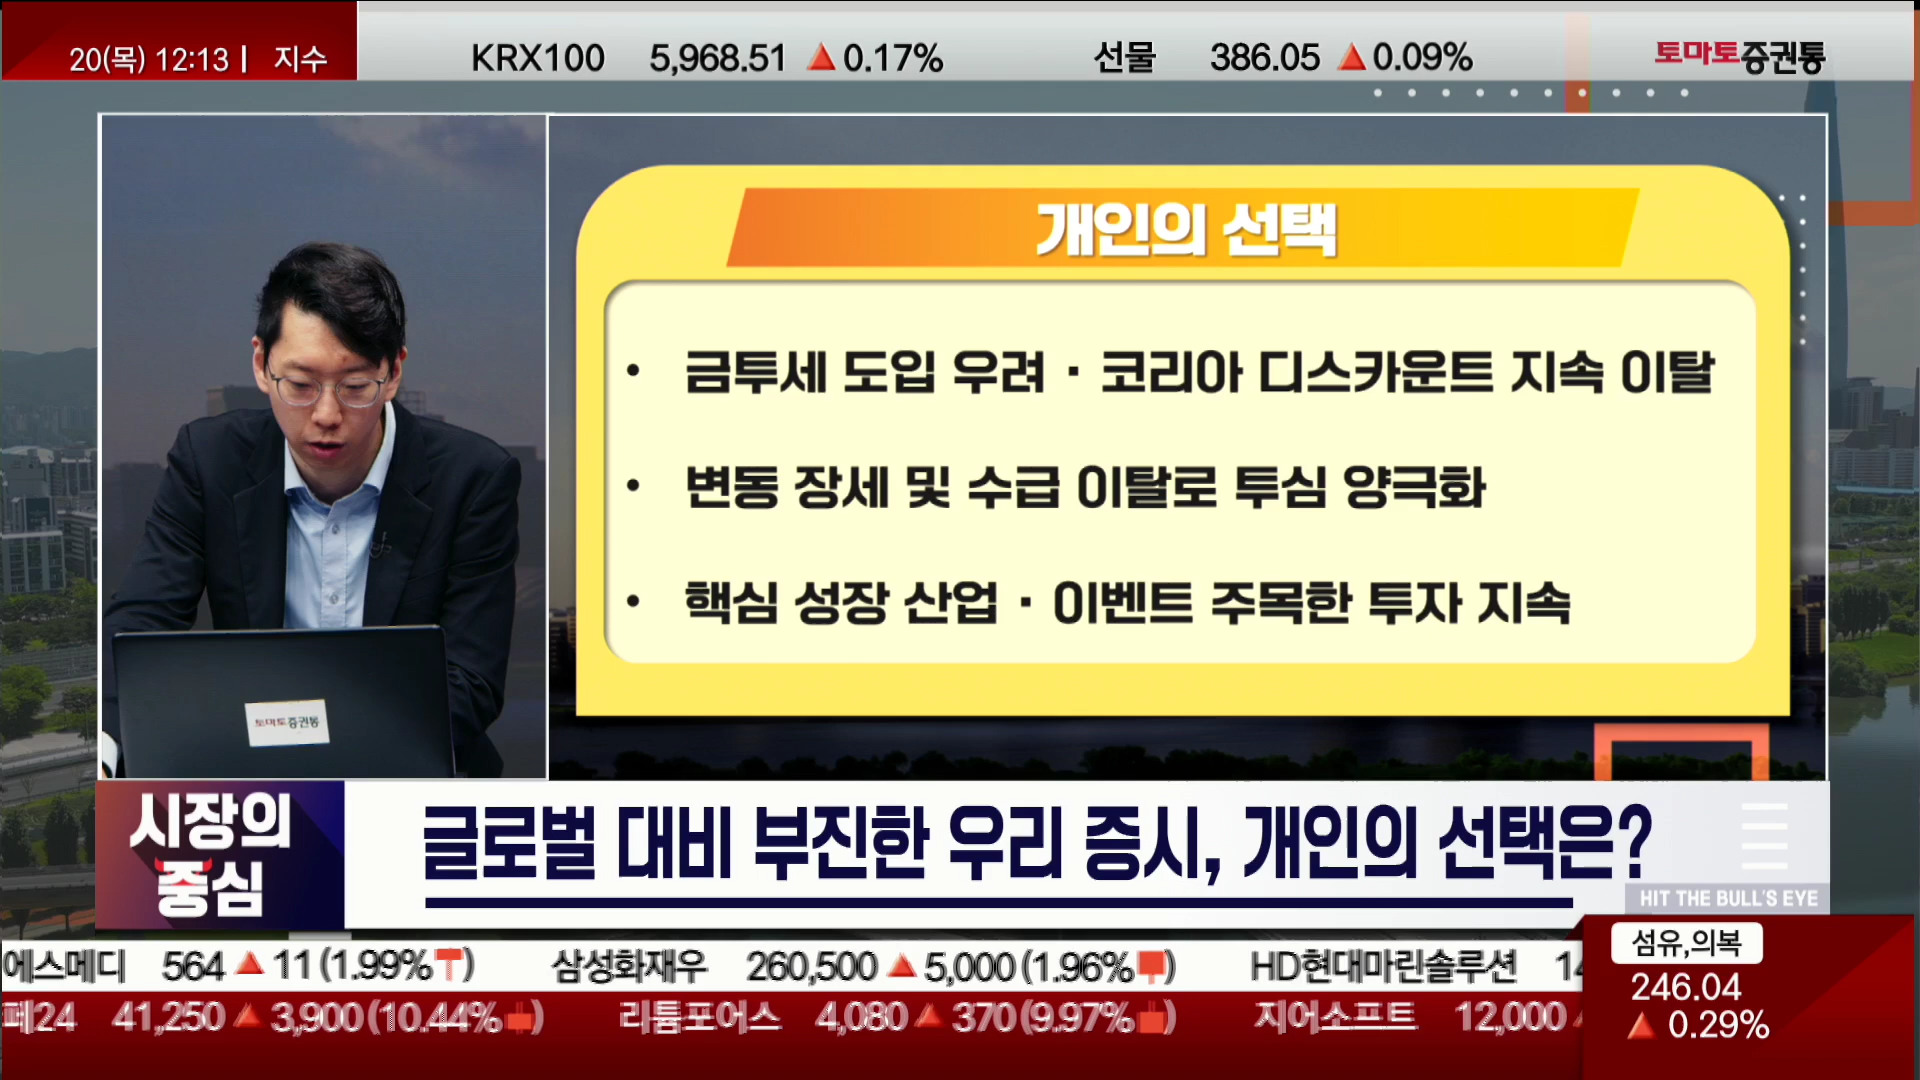 20(목) 12:13 | 지수
KRX100 5,968.51 ▲0.17% 선물 386.05 ▲0.09%
토마토증권통
개인의 선택
• 금투세 도입 우려·코리아 디스카운트 지속 이탈
• 변동 장세 및 수급 이탈로 투심 양극화
• 핵심 성장 산업·이벤트 주목한 투자 지속
토마토증권통
시장의
중심
글로벌 대비 부진한 우리 증시, 개인의 선택은?
HIT THE BULL'S EYE
에스메디 564 ▲11(1.99%) 삼성화재우 260,500 ▲5,000(1.96%) HD현대마린솔루션
페24 41,250 ▲3,900(10.44%) 리튬포어스 4,080 ▲370(9.97%) 지어소프트 12,000
섬유,의복
246.04
▲0.29%